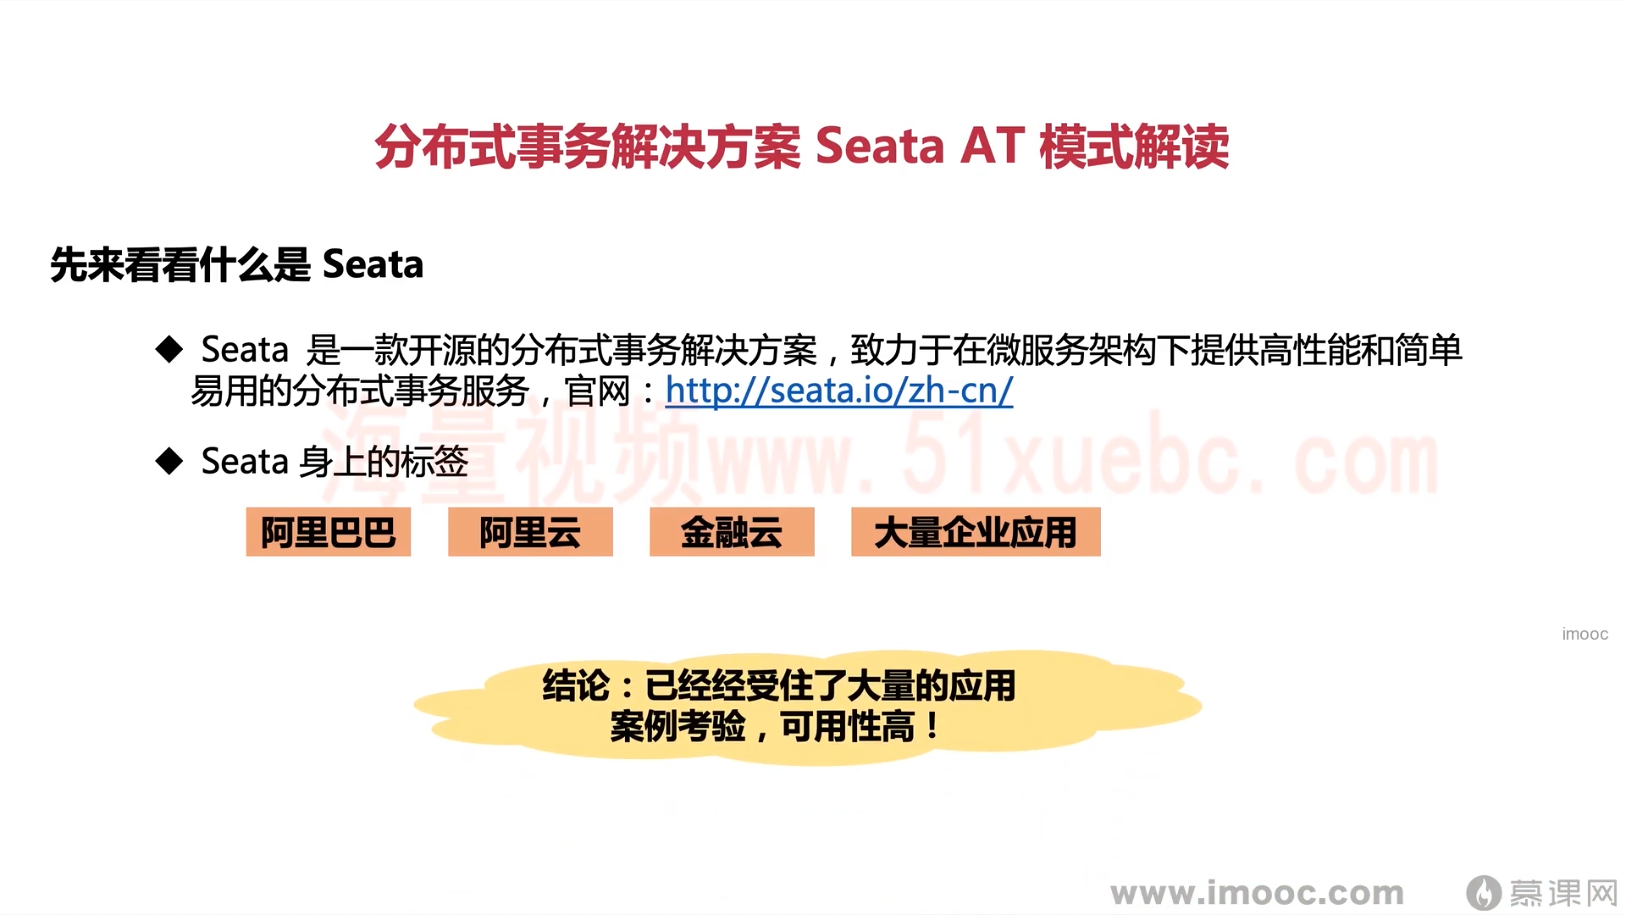 分布式事务解决方案 Seata AT 模式解读
先来看看什么是 Seata
◆ Seata 是一款开源的分布式事务解决方案，致力于在微服务架构下提供高性能和简单
易用的分布式事务服务，官网：http://seata.io/zh-cn/
海量视频www.51xuebc.com
◆ Seata 身上的标签
阿里巴巴 阿里云 金融云 大量企业应用
imooc
结论：已经经受住了大量的应用
案例考验，可用性高！
www.imooc.com 慕课网